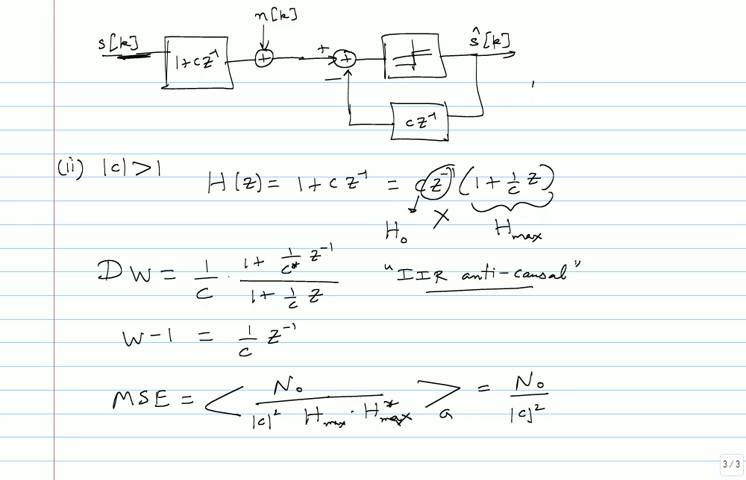 n[k]
s[k] 1+cz⁻¹ + + + ŝ[k]
−
cz⁻¹
(ii) |c|>1 H(z) = 1+cz⁻¹ = cz⁻¹ (1 + 1/c z)
H₀ X H_max
DW = 1/c · (1 + 1/c* z⁻¹)/(1 + 1/c z) "IIR anti-causal"
W−1 = 1/c* z⁻¹
MSE = < N₀/(|c|² H_max · H*_max) >_a = N₀/|c|²
3/3